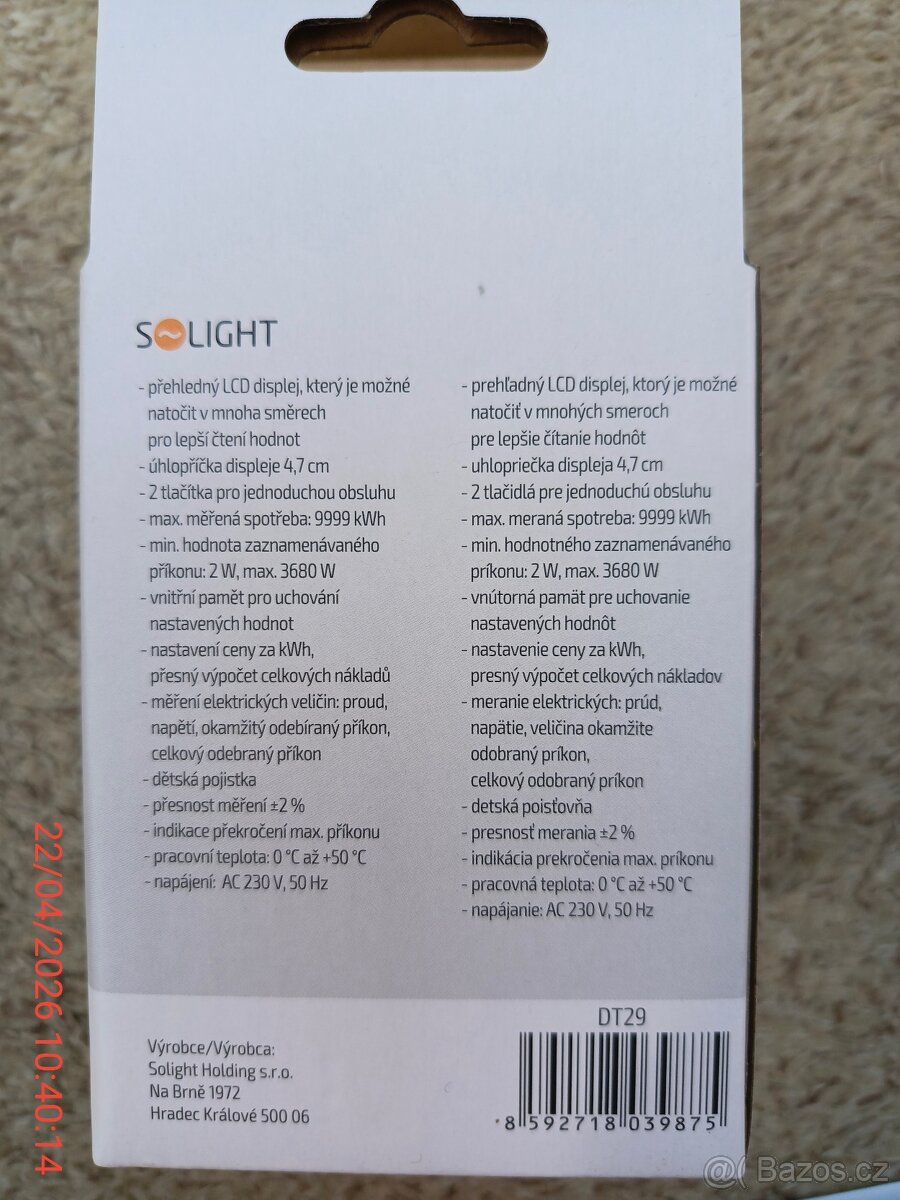 S~LIGHT
- přehledný LCD displej, který je možné
natočit v mnoha směrech
pro lepší čtení hodnot
- úhlopříčka displeje 4,7 cm
- 2 tlačítka pro jednoduchou obsluhu
- max. měřená spotřeba: 9999 kWh
- min. hodnota zaznamenávaného
příkonu: 2 W, max. 3680 W
- vnitřní pamět pro uchování
nastavených hodnot
- nastavení ceny za kWh,
přesný výpočet celkových nákladů
- měření elektrických veličin: proud,
napětí, okamžitý odebíraný příkon,
celkový odebraný příkon
- dětská pojistka
- přesnost měření ±2 %
- indikace překročení max. příkonu
- pracovní teplota: 0 °C až +50 °C
- napájení: AC 230 V, 50 Hz
- prehľadný LCD displej, ktorý je možné
natočiť v mnohých smeroch
pre lepšie čítanie hodnôt
- uhlopriečka displeja 4,7 cm
- 2 tlačidlá pre jednoduchú obsluhu
- max. meraná spotreba: 9999 kWh
- min. hodnotného zaznamenávaného
príkonu: 2 W, max. 3680 W
- vnútorná pamät pre uchovanie
nastavených hodnôt
- nastavenie ceny za kWh,
presný výpočet celkových nákladov
- meranie elektrických: prúd,
napätie, veličina okamžite
odobraný príkon,
celkový odobraný príkon
- detská poisťovňa
- presnosť merania ±2 %
- indikácia prekročenia max. príkonu
- pracovná teplota: 0 °C až +50 °C
- napájanie: AC 230 V, 50 Hz
Výrobce/Výrobca:
Solight Holding s.r.o.
Na Brně 1972
Hradec Králové 500 06
DT29
8 592718 039875
22/04/2026 10:40:14
@( Bazos.cz